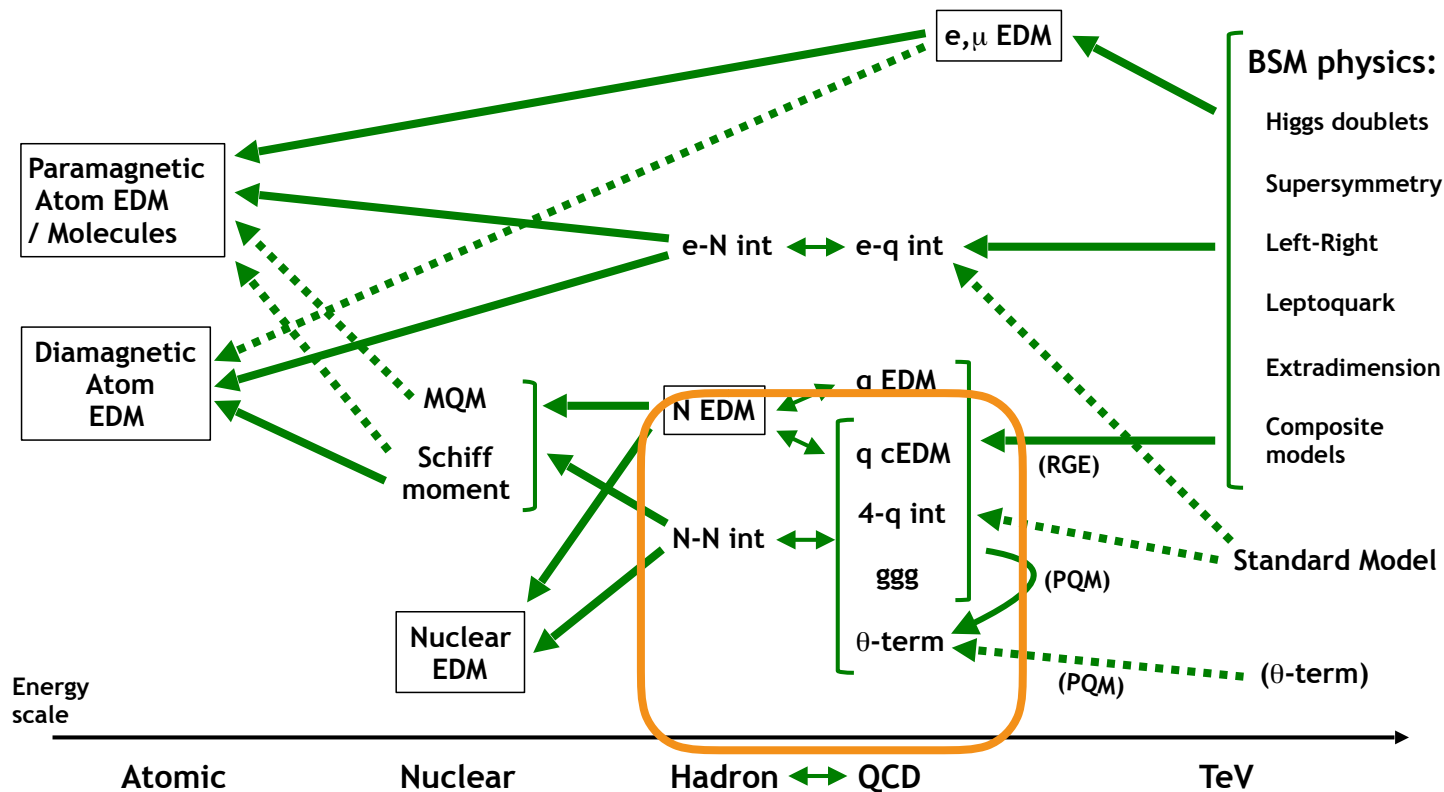 e,μ EDM
BSM physics:
Higgs doublets
Supersymmetry
Left-Right
Leptoquark
Extradimension
Composite
models
Paramagnetic
Atom EDM
/ Molecules
e-N int
e-q int
Diamagnetic
Atom
EDM
MQM
Schiff
moment
N EDM
q EDM
q cEDM
(RGE)
4-q int
N-N int
ggg
(PQM)
Standard Model
θ-term
(PQM)
(θ-term)
Nuclear
EDM
Energy
scale
Atomic
Nuclear
Hadron
QCD
TeV